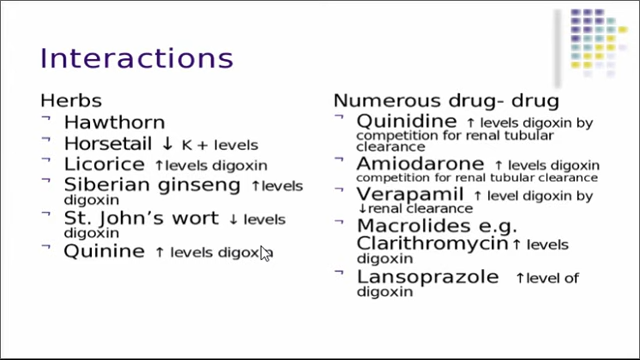 Interactions
Herbs
Hawthorn
Horsetail ↓ K + levels
Licorice ↑levels digoxin
Siberian ginseng ↑levels
digoxin
St. John's wort ↓ levels
digoxin
Quinine ↑ levels digoxin
Numerous drug- drug
Quinidine ↑ levels digoxin by
competition for renal tubular
clearance
Amiodarone ↑ levels digoxin
competition for renal tubular clearance
Verapamil ↑ level digoxin by
↓renal clearance
Macrolides e.g.
Clarithromycin↑ levels
digoxin
Lansoprazole ↑level of
digoxin